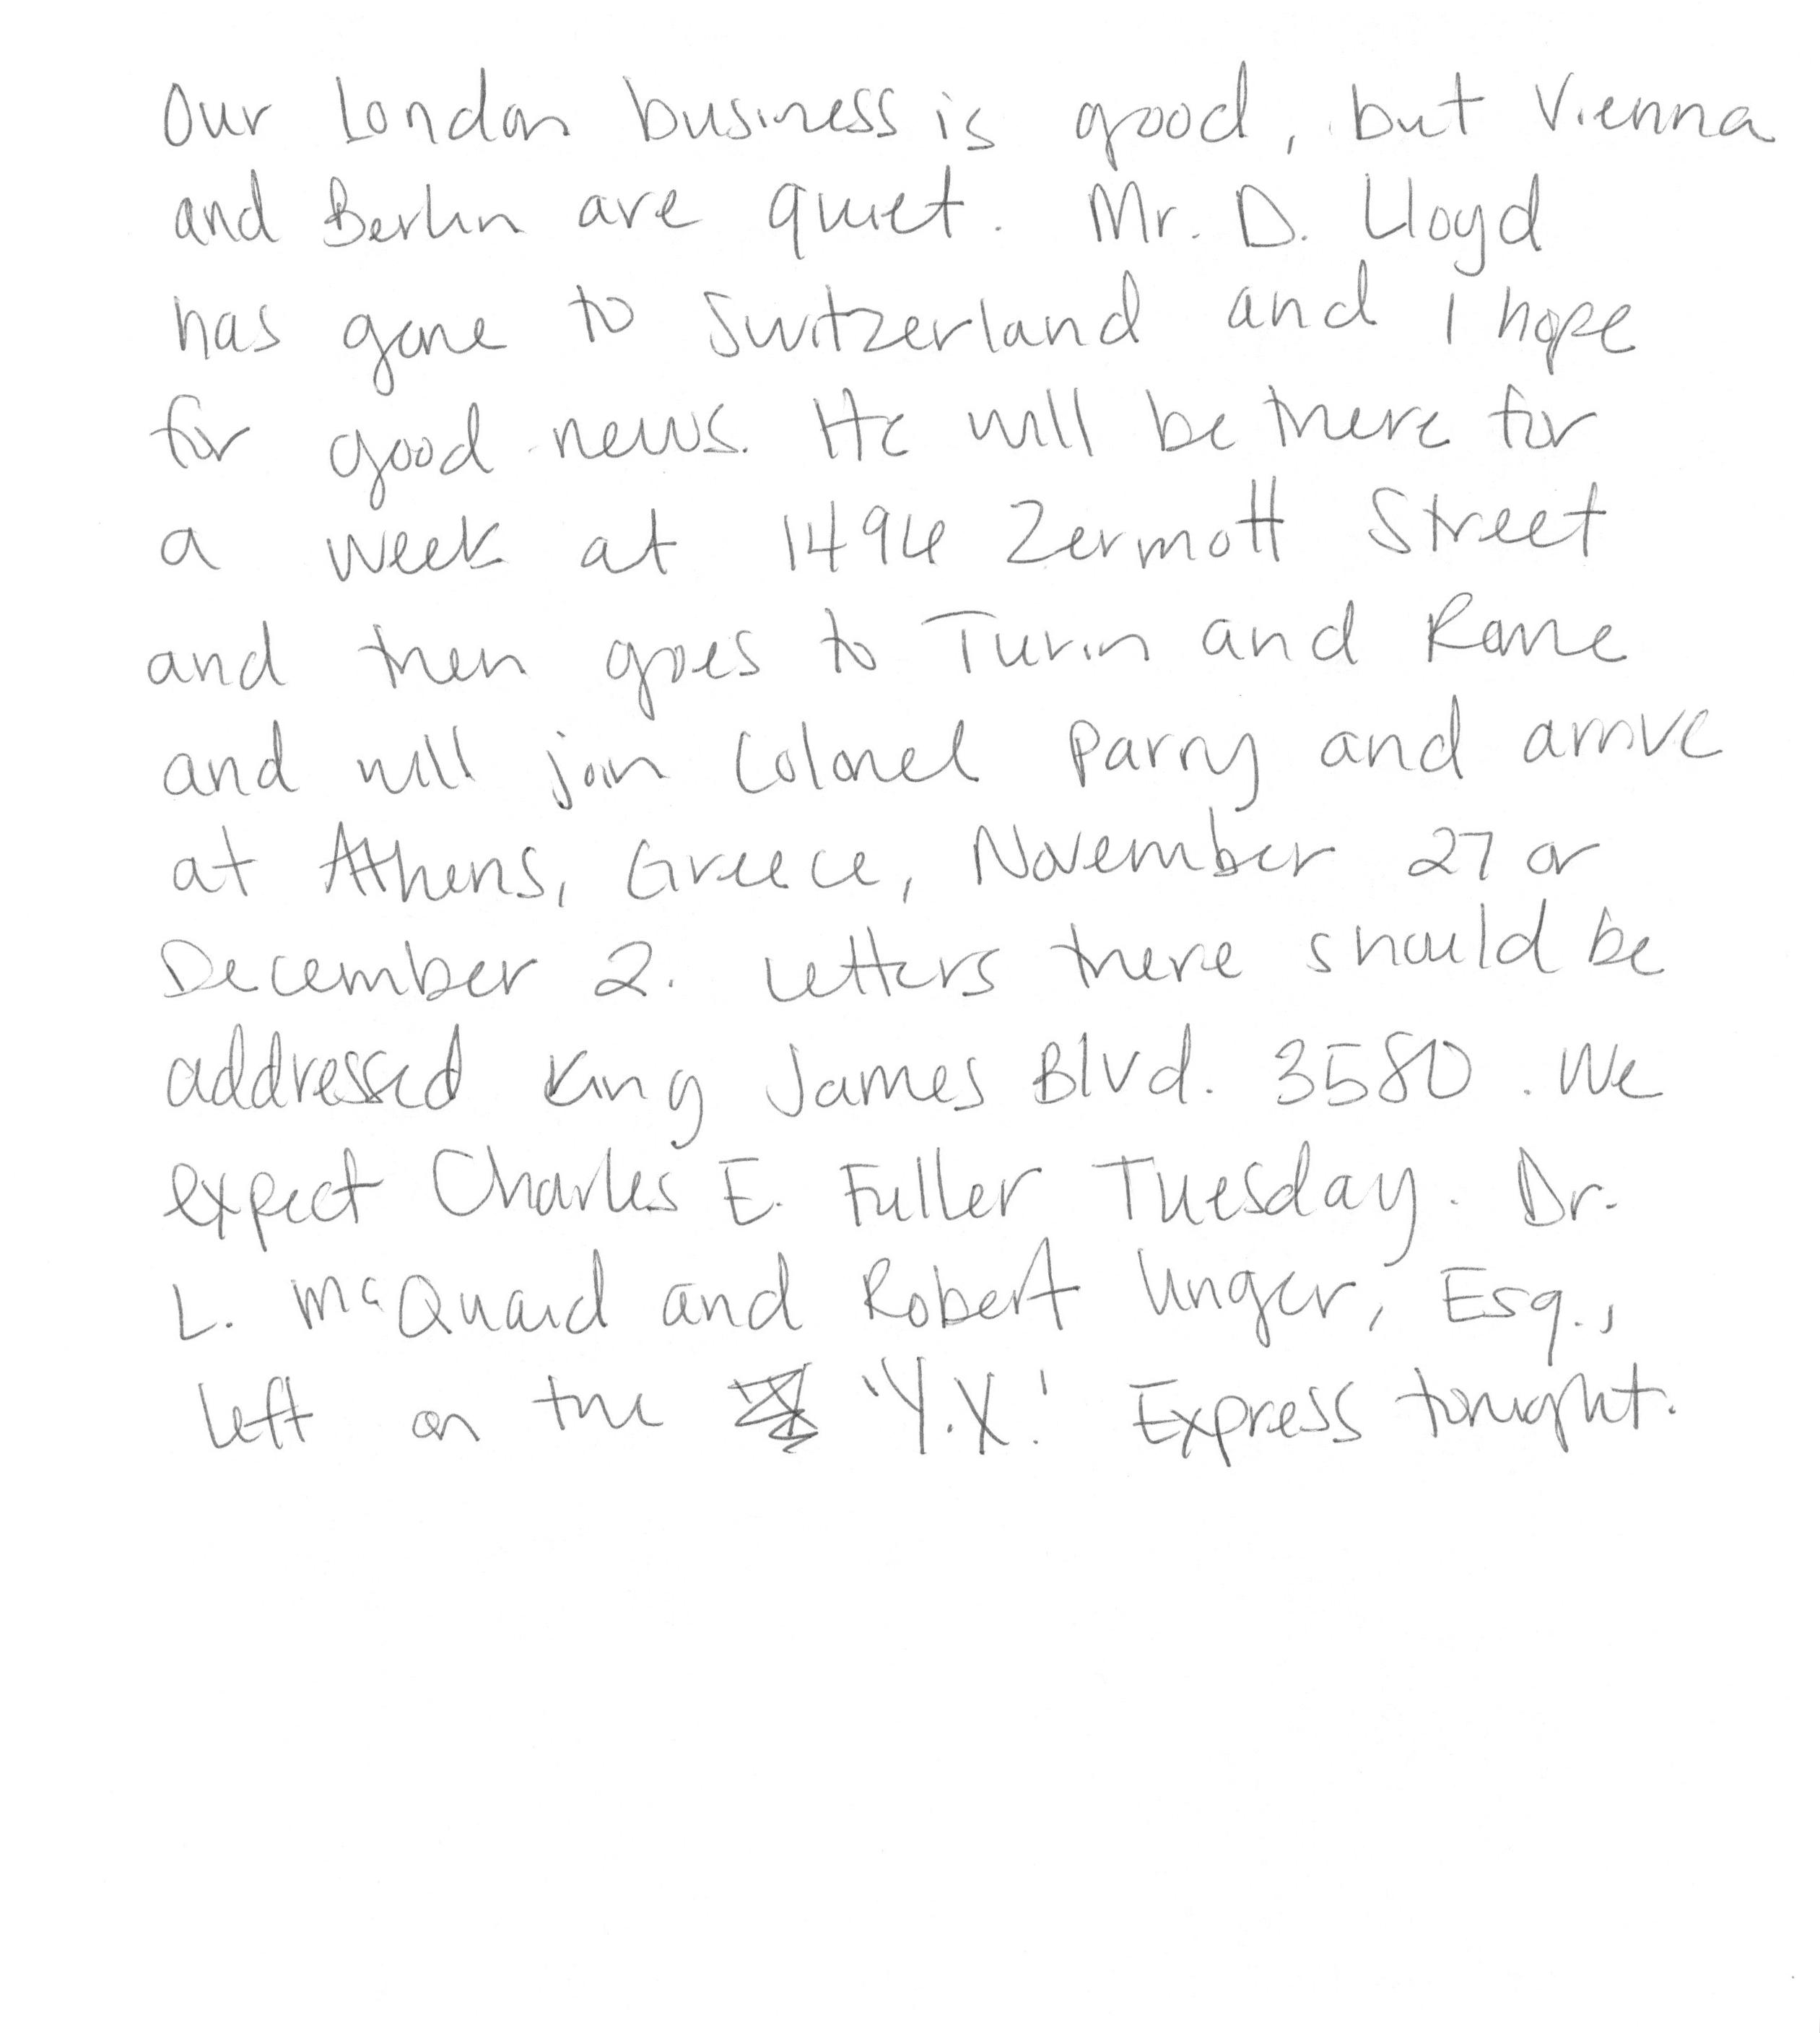 Our London business is good, but Vienna
and Berlin are quiet. Mr. D. Lloyd
has gone to Switzerland and I hope
for good news. He will be there for
a week at 1496 Zermott Street
and then goes to Turin and Rome
and will join Colonel Parry and arrive
at Athens, Greece, November 27 or
December 2. Letters there should be
addressed King James Blvd. 3580. We
expect Charles E. Fuller Tuesday. Dr.
L. McQuaid and Robert Unger, Esq.,
left on the 'Y.X.' Express tonight.